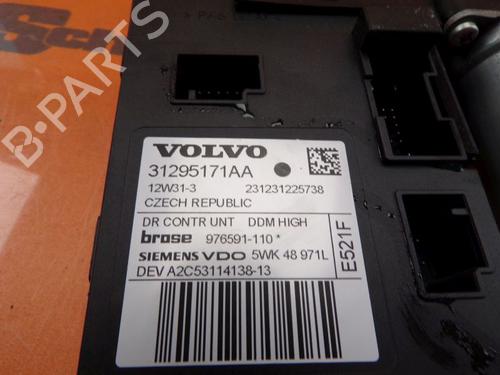 B-PARTS
VOLVO
31295171AA
12W31-3 231231225738
CZECH REPUBLIC
DR CONTR UNT DDM HIGH
brose 976591-110*
SIEMENS VDO 5WK 48 971L
DEV A2C53114138-13
E521F